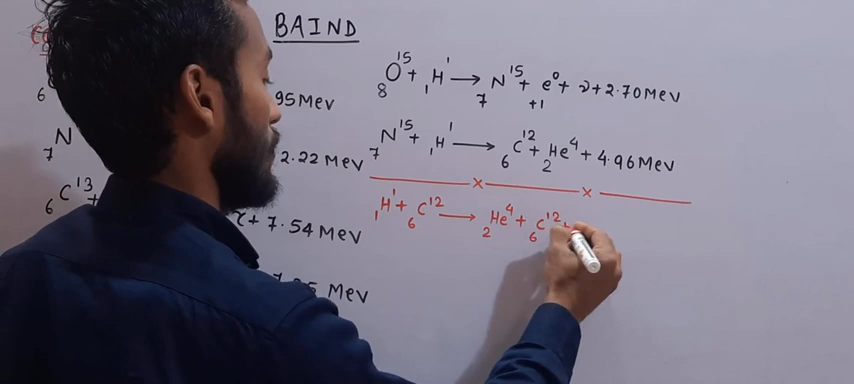 BAIND
₈O¹⁵ + ₁H¹ → ₇N¹⁵ + ₊₁e⁰ + ν + 2.70 MeV
₇N¹⁵ + ₁H¹ → ₆C¹² + ₂He⁴ + 4.96 MeV
₁H¹ + ₆C¹² → ₂He⁴ + ₆C¹² +
6
95 MeV
₇N
2.22 MeV
₆C¹³ +
r + 7.54 MeV
MeV